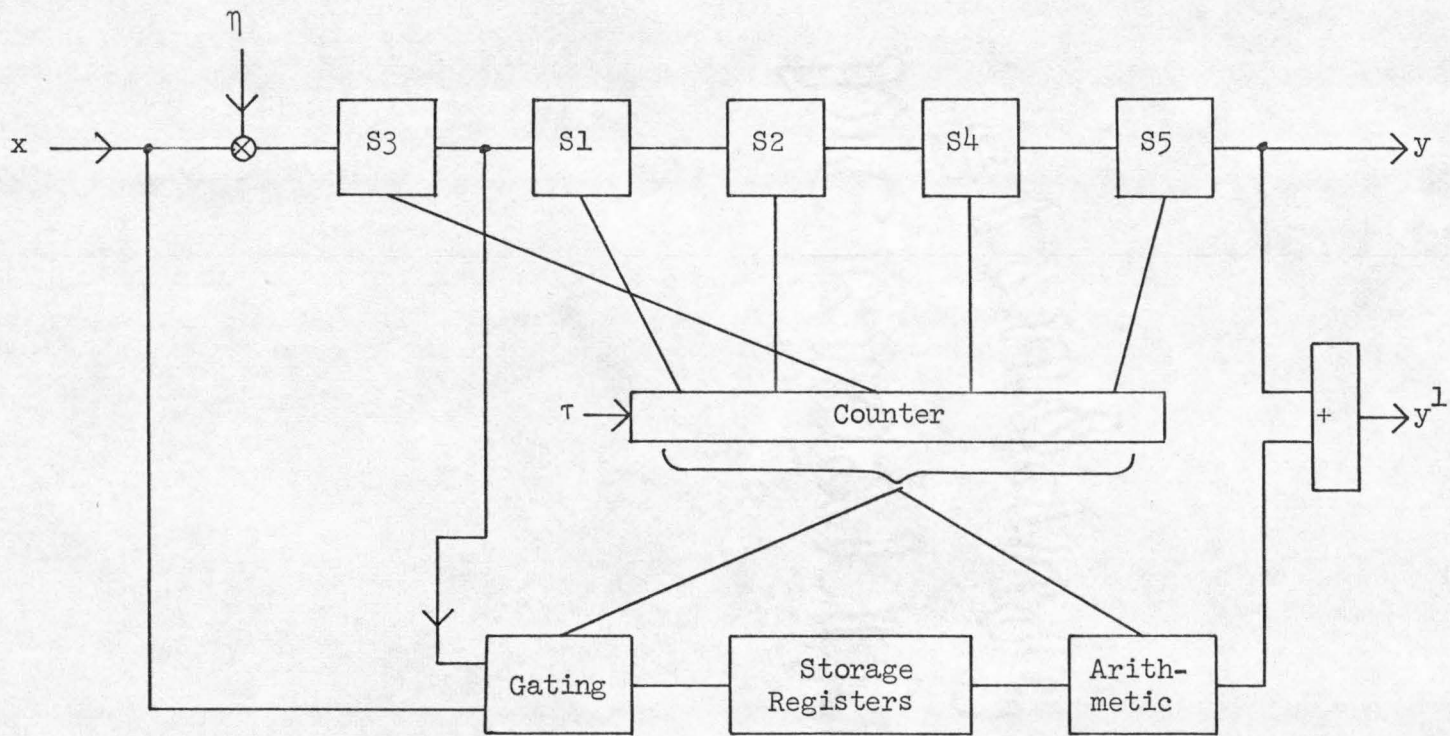 η
x
S3
S1
S2
S4
S5
y
τ
Counter
+
y1
Gating
Storage
Registers
Arith-
metic